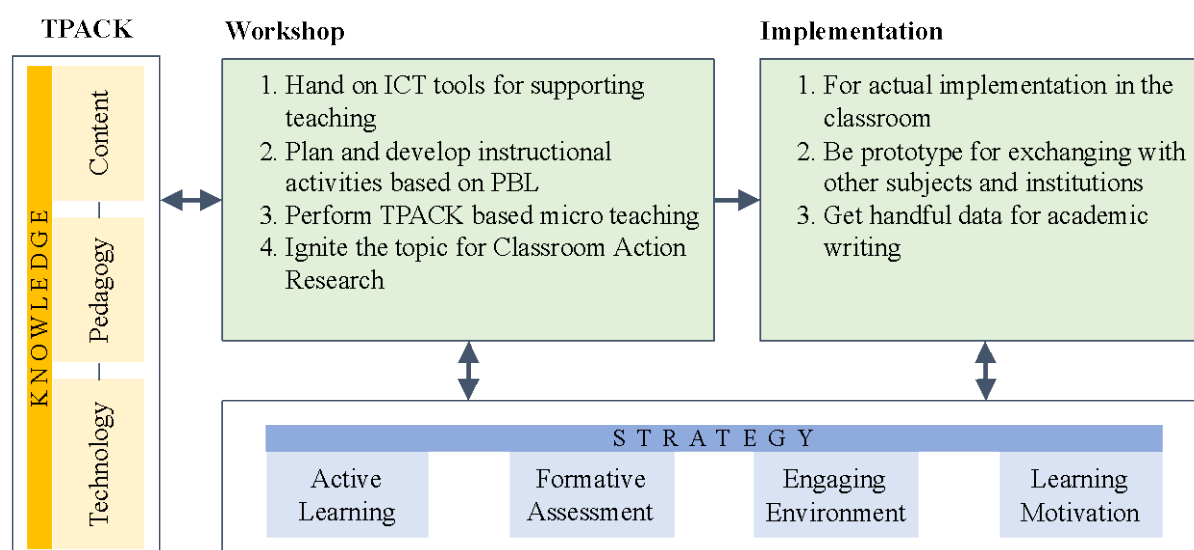 TPACK
KNOWLEDGE
Content
Pedagogy
Technology
Workshop
1. Hand on ICT tools for supporting
teaching
2. Plan and develop instructional
activities based on PBL
3. Perform TPACK based micro teaching
4. Ignite the topic for Classroom Action
Research
Implementation
1. For actual implementation in the
classroom
2. Be prototype for exchanging with
other subjects and institutions
3. Get handful data for academic
writing
STRATEGY
Active
Learning
Formative
Assessment
Engaging
Environment
Learning
Motivation